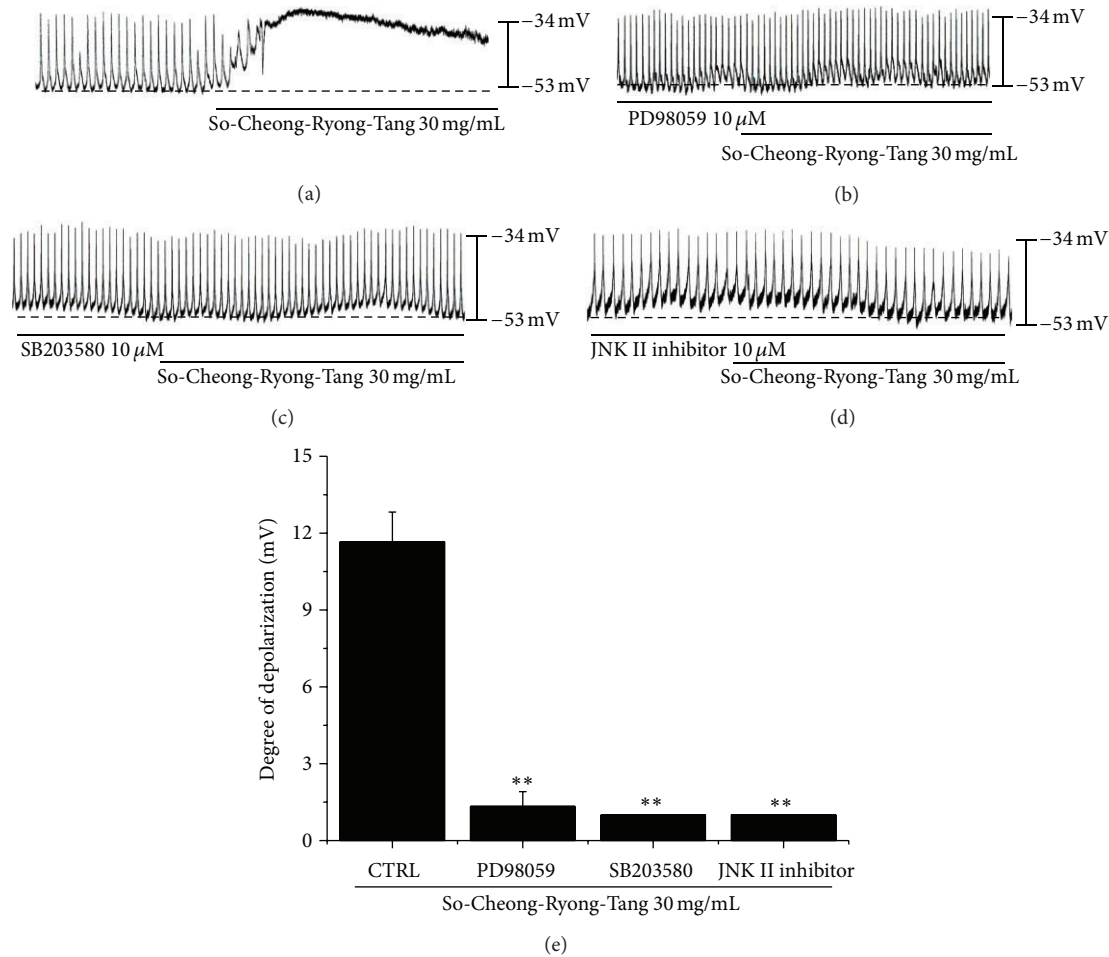 −34 mV
−53 mV
So-Cheong-Ryong-Tang 30 mg/mL
(a)
−34 mV
−53 mV
PD98059 10 μM
So-Cheong-Ryong-Tang 30 mg/mL
(b)
−34 mV
−53 mV
SB203580 10 μM
So-Cheong-Ryong-Tang 30 mg/mL
(c)
−34 mV
−53 mV
JNK II inhibitor 10 μM
So-Cheong-Ryong-Tang 30 mg/mL
(d)
Degree of depolarization (mV)
15
12
9
6
3
0
**
**
**
CTRL
PD98059
SB203580
JNK II inhibitor
So-Cheong-Ryong-Tang 30 mg/mL
(e)